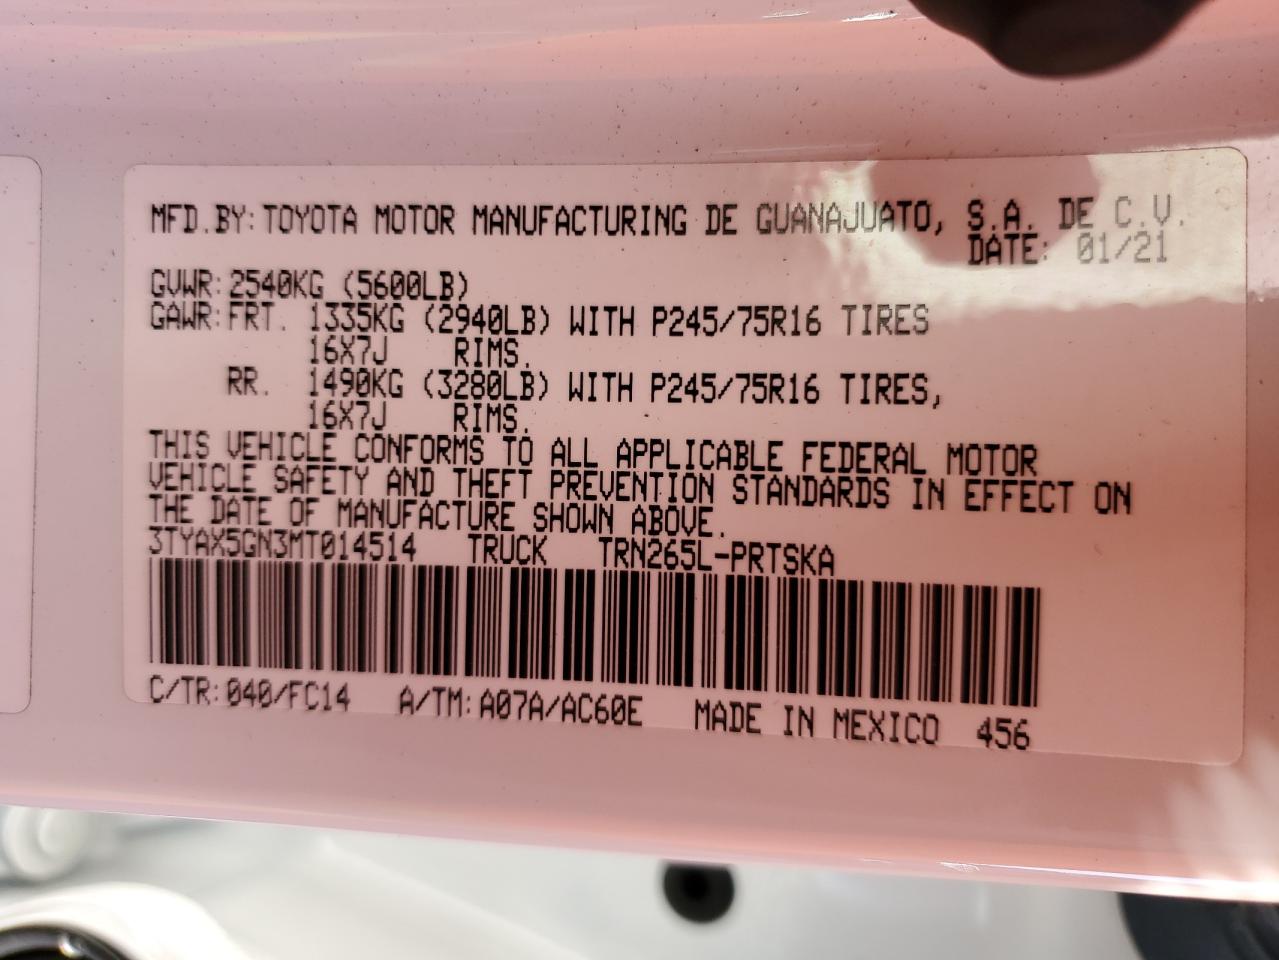 MFD.BY:TOYOTA MOTOR MANUFACTURING DE GUANAJUATO, S.A. DE C.V.
DATE: 01/21
GVWR:2540KG (5600LB)
GAWR:FRT. 1335KG (2940LB) WITH P245/75R16 TIRES
16X7J RIMS.
RR. 1490KG (3280LB) WITH P245/75R16 TIRES,
16X7J RIMS.
THIS VEHICLE CONFORMS TO ALL APPLICABLE FEDERAL MOTOR
VEHICLE SAFETY AND THEFT PREVENTION STANDARDS IN EFFECT ON
THE DATE OF MANUFACTURE SHOWN ABOVE.
3TYAX5GN3MT014514 TRUCK TRN265L-PRTSKA
C/TR:040/FC14 A/TM:A07A/AC60E MADE IN MEXICO 456